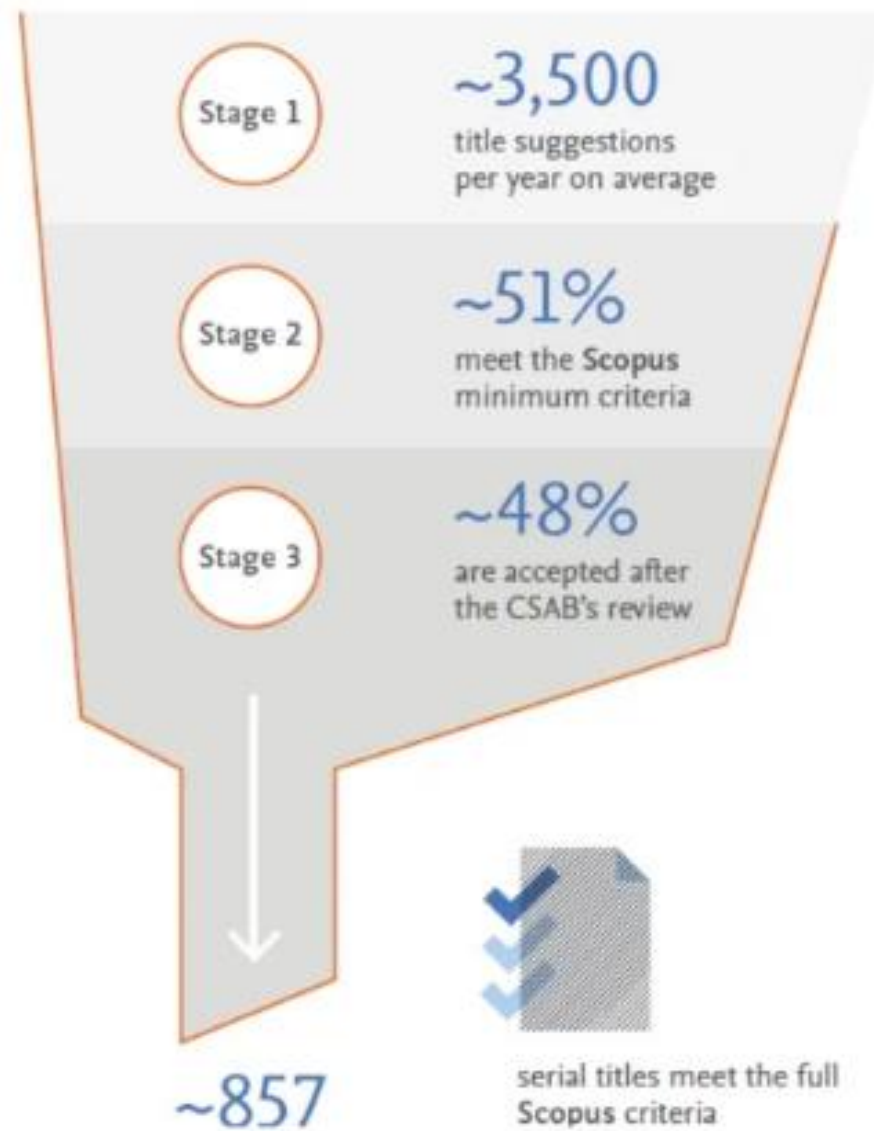 Stage 1
~3,500
title suggestions
per year on average
Stage 2
~51%
meet the Scopus
minimum criteria
Stage 3
~48%
are accepted after
the CSAB's review
~857
serial titles meet the full
Scopus criteria